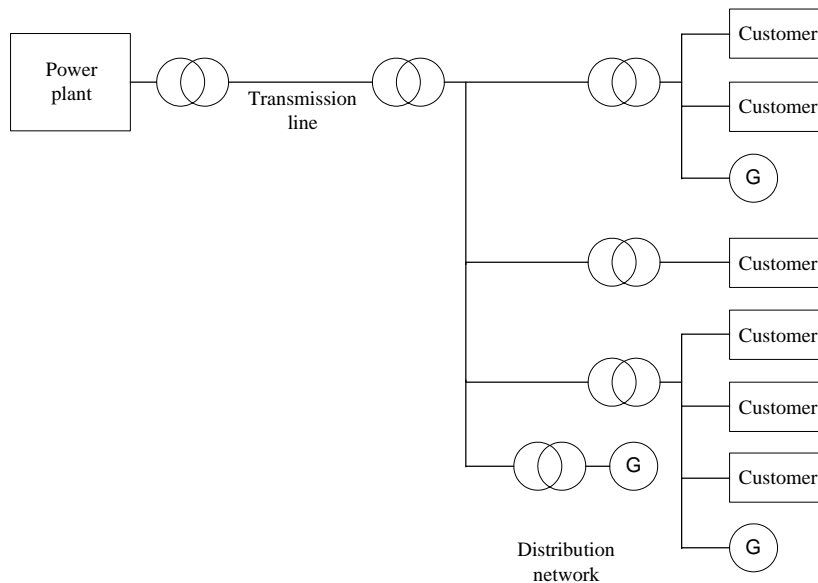 Customer
Power
plant
Transmission
line
Customer
G
Customer
Customer
Customer
G
Customer
G
Distribution
network